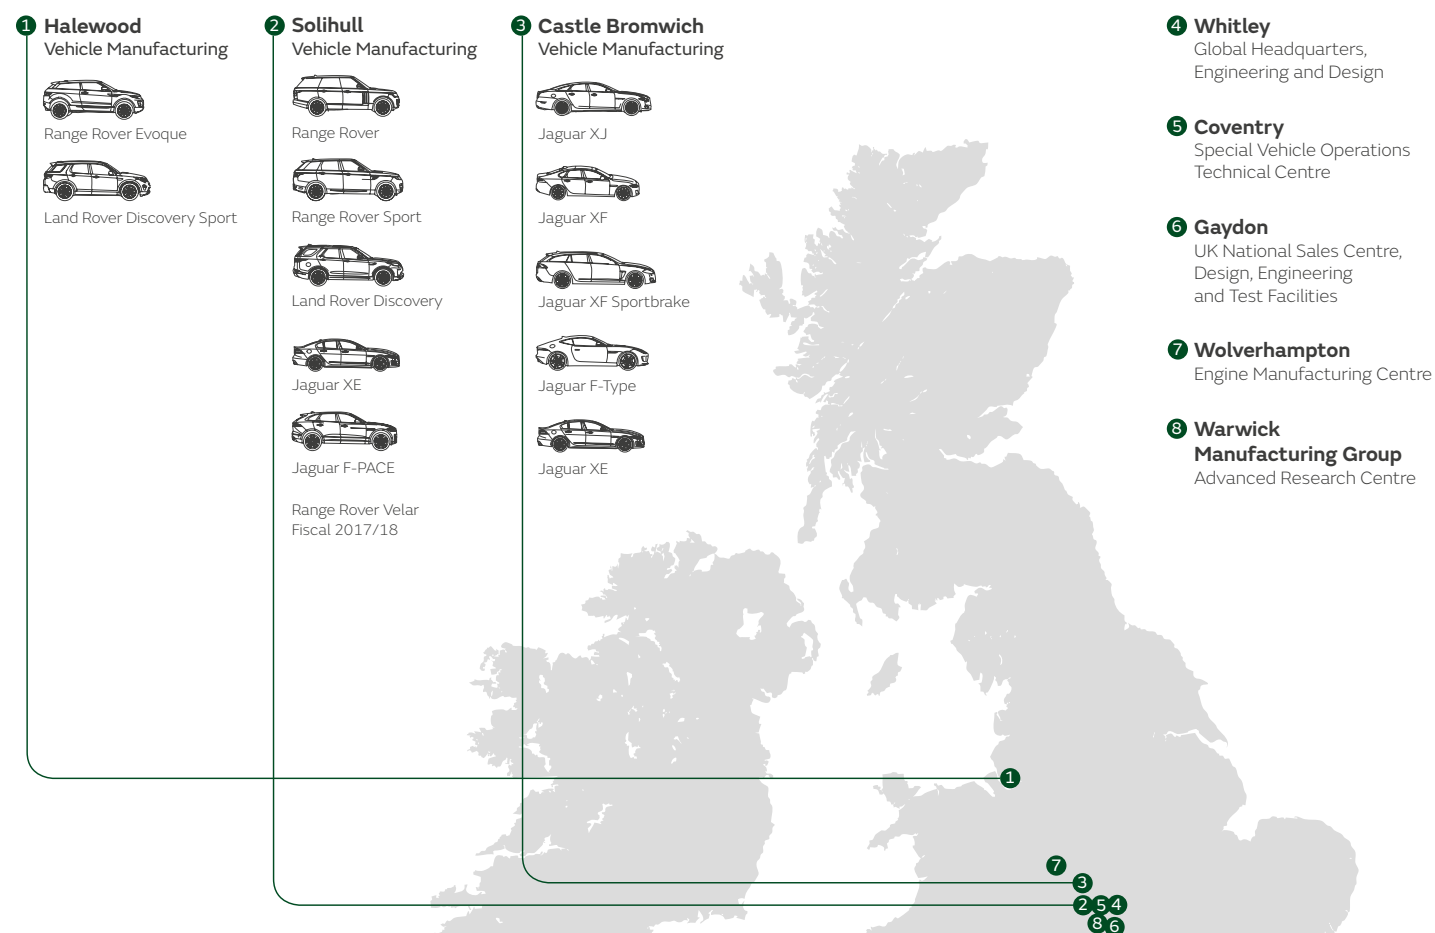 1 Halewood
Vehicle Manufacturing
Range Rover Evoque
Land Rover Discovery Sport
2 Solihull
Vehicle Manufacturing
Range Rover
Range Rover Sport
Land Rover Discovery
Jaguar XE
Jaguar F-PACE
Range Rover Velar
Fiscal 2017/18
3 Castle Bromwich
Vehicle Manufacturing
Jaguar XJ
Jaguar XF
Jaguar XF Sportbrake
Jaguar F-Type
Jaguar XE
4 Whitley
Global Headquarters,
Engineering and Design
5 Coventry
Special Vehicle Operations
Technical Centre
6 Gaydon
UK National Sales Centre,
Design, Engineering
and Test Facilities
7 Wolverhampton
Engine Manufacturing Centre
8 Warwick
Manufacturing Group
Advanced Research Centre
1
7
3
2 5 4
8 6